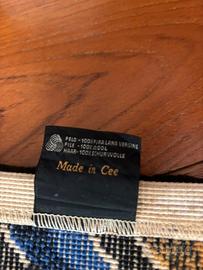 PELO - 100% PURA LANA VERGINE
PILE - 100% WOOL
HAAR - 100% SCHURWOLLE
Made in Cee